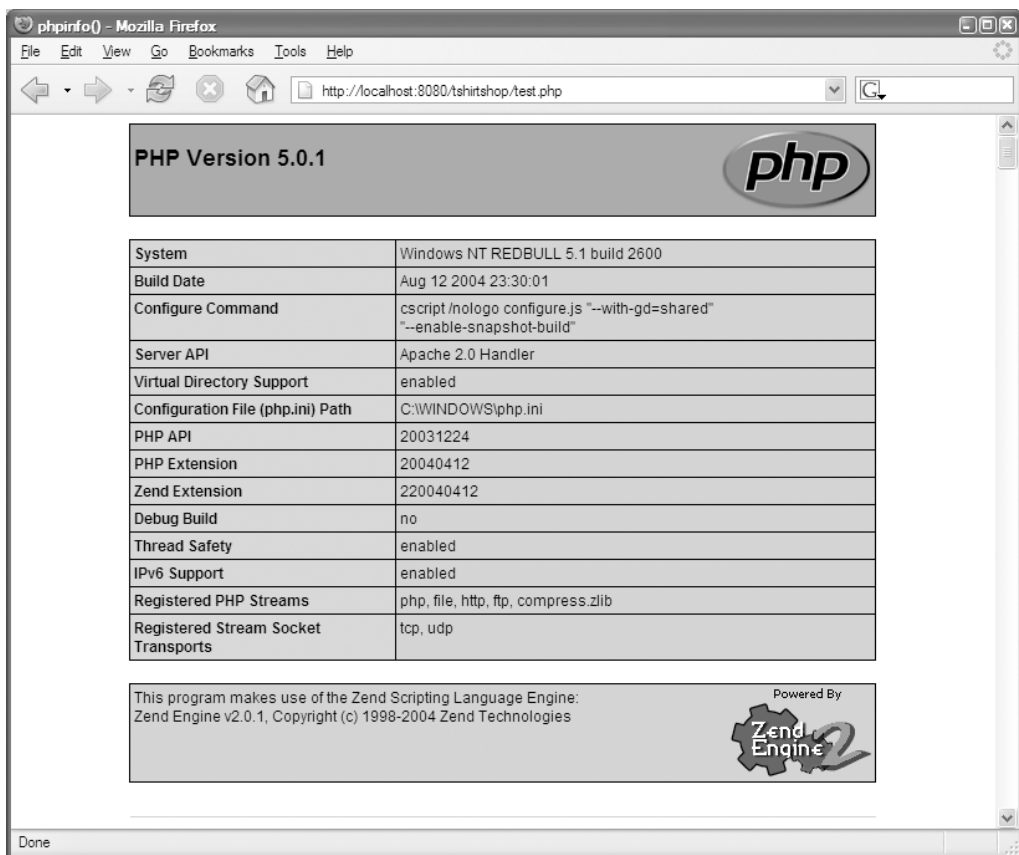 phpinfo() - Mozilla Firefox
File Edit View Go Bookmarks Tools Help
http://localhost:8080/tshirtshop/test.php
G
PHP Version 5.0.1
php
System Windows NT REDBULL 5.1 build 2600
Build Date Aug 12 2004 23:30:01
Configure Command cscript /nologo configure.js "--with-gd=shared"
"--enable-snapshot-build"
Server API Apache 2.0 Handler
Virtual Directory Support enabled
Configuration File (php.ini) Path C:\WINDOWS\php.ini
PHP API 20031224
PHP Extension 20040412
Zend Extension 220040412
Debug Build no
Thread Safety enabled
IPv6 Support enabled
Registered PHP Streams php, file, http, ftp, compress.zlib
Registered Stream Socket tcp, udp
Transports
This program makes use of the Zend Scripting Language Engine:
Zend Engine v2.0.1, Copyright (c) 1998-2004 Zend Technologies
Powered By
Zend
Engine 2
Done